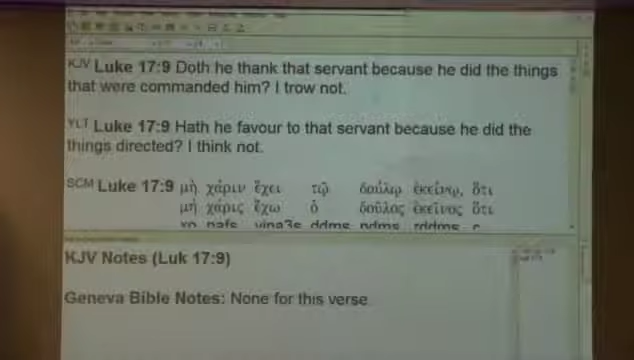 KJV Luke 17:9 Doth he thank that servant because he did the things
that were commanded him? I trow not.
YLT Luke 17:9 Hath he favour to that servant because he did the
things directed? I think not.
SCM Luke 17:9 μὴ χάριν ἔχει τῷ δούλῳ ἐκείνῳ, ὅτι
μὴ χάρις ἔχω ὁ δοῦλος ἐκεῖνος ὅτι
KJV Notes (Luk 17:9)
Geneva Bible Notes: None for this verse